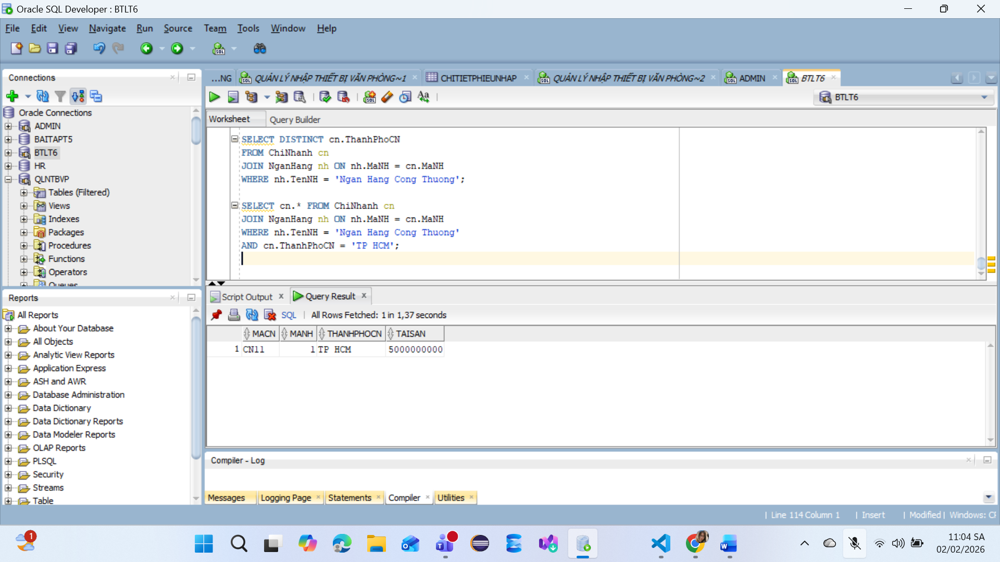 Oracle SQL Developer : BTLT6
File Edit View Navigate Run Source Team Tools Window Help
Connections
Oracle Connections
ADMIN
BAITAPT5
BTLT6
HR
QLNTBVP
Tables (Filtered)
Views
Indexes
Packages
Procedures
Functions
Operators
Queues
Reports
All Reports
About Your Database
All Objects
Analytic View Reports
Application Express
ASH and AWR
Database Administration
Data Dictionary
Data Dictionary Reports
Data Modeler Reports
OLAP Reports
PLSQL
Security
Streams
Table
...NG QUẢN LÝ NHẬP THIẾT BỊ VĂN PHÒNG~1 CHITIETPHIEUNHAP QUẢN LÝ NHẬP THIẾT BỊ VĂN PHÒNG~2 ADMIN BTLT6
BTLT6
Worksheet Query Builder
SELECT DISTINCT cn.ThanhPhoCN
FROM ChiNhanh cn
JOIN NganHang nh ON nh.MaNH = cn.MaNH
WHERE nh.TenNH = 'Ngan Hang Cong Thuong';
SELECT cn.* FROM ChiNhanh cn
JOIN NganHang nh ON nh.MaNH = cn.MaNH
WHERE nh.TenNH = 'Ngan Hang Cong Thuong'
AND cn.ThanhPhoCN = 'TP HCM';
Script Output Query Result
SQL All Rows Fetched: 1 in 1,37 seconds
MACN MANH THANHPHOCN TAISAN
1 CN11 1 TP HCM 5000000000
Compiler - Log
Messages Logging Page Statements Compiler Utilities
Line 114 Column 1 Insert Modified Windows: CF
1
11:04 SA
02/02/2026